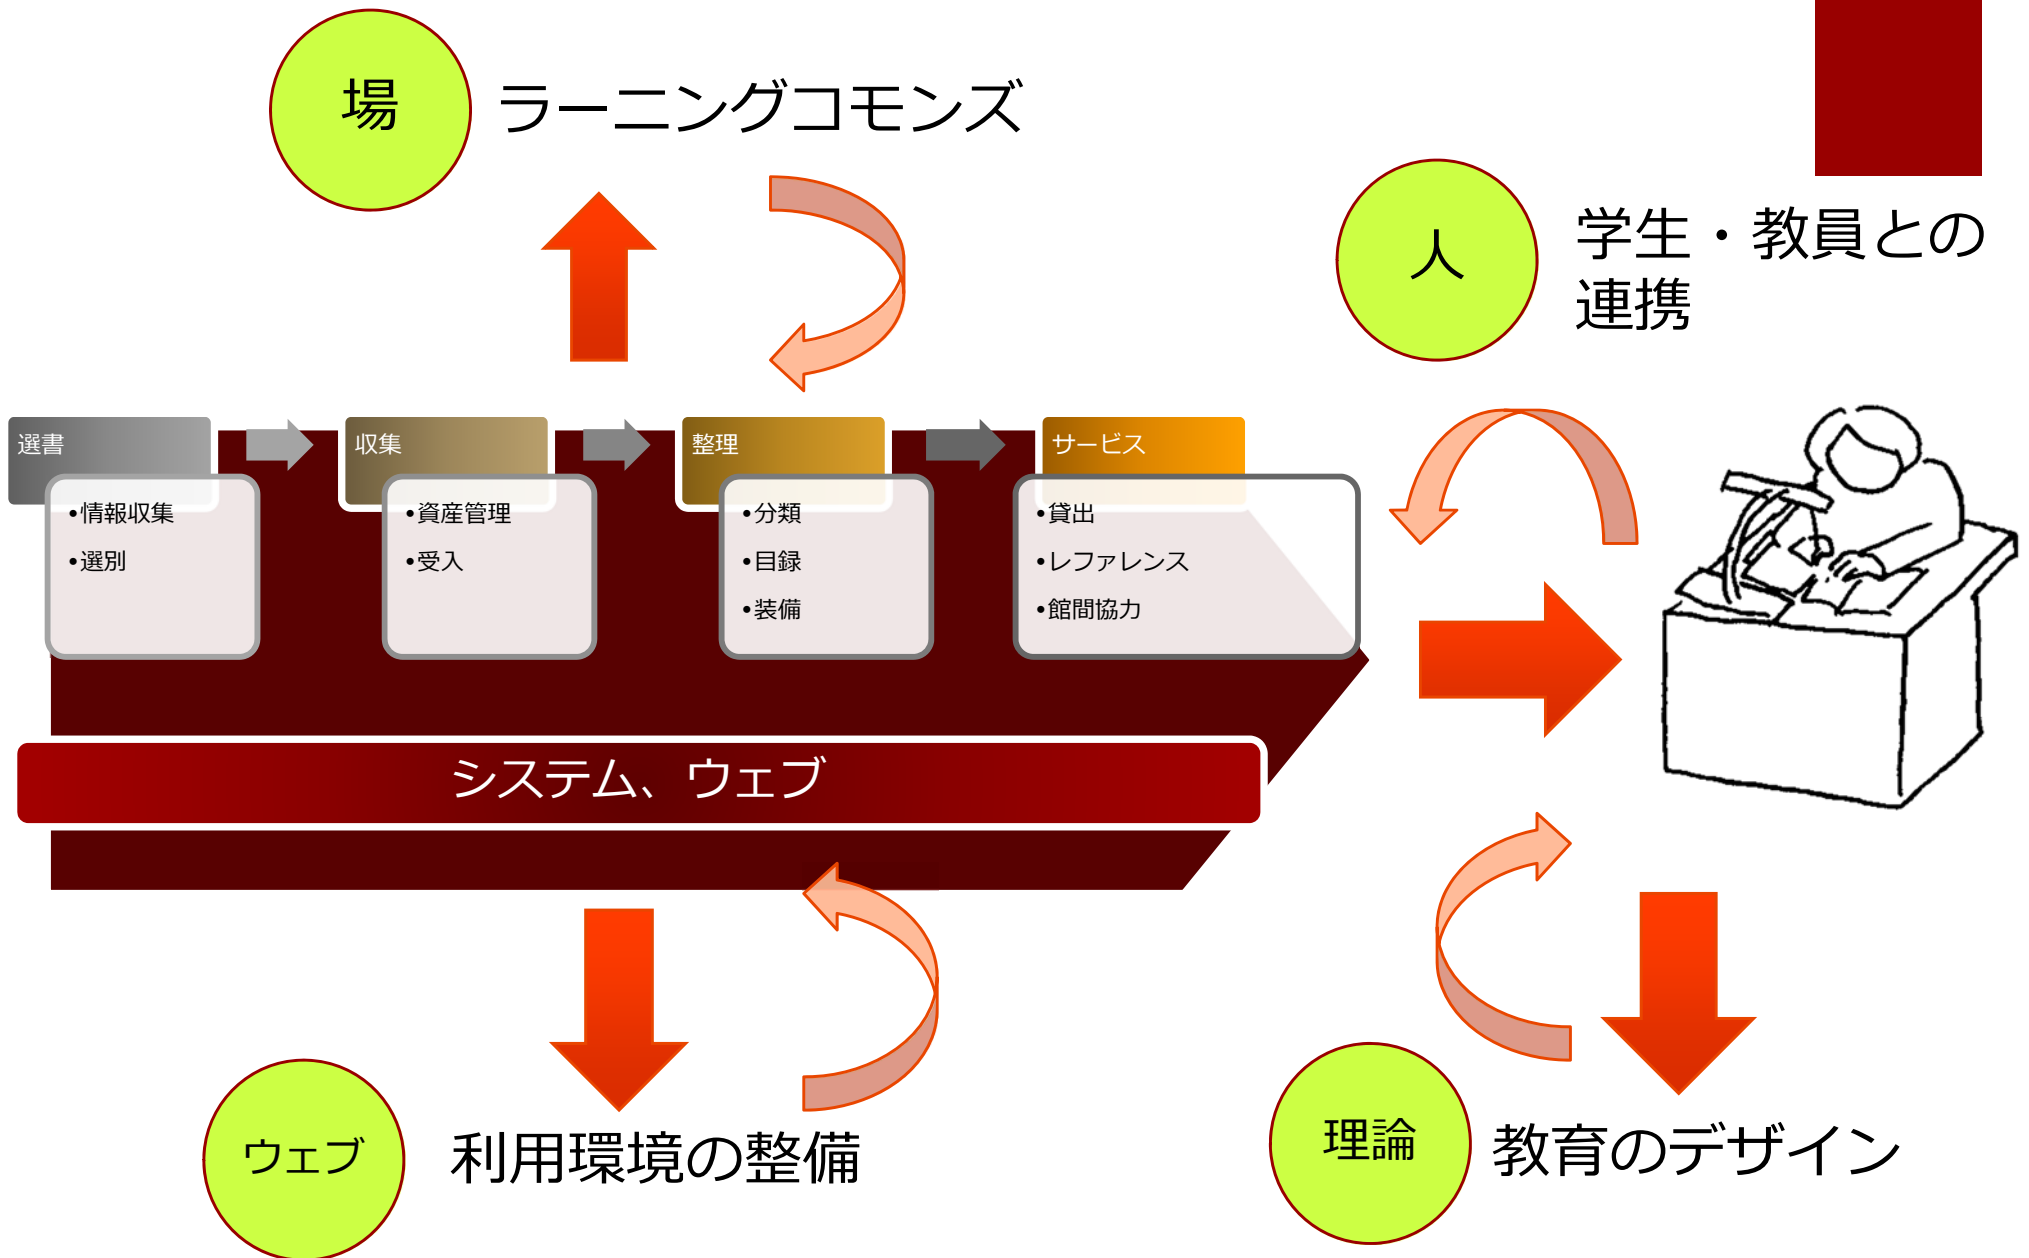 場
ラーニングコモンズ
人
学生・教員との
連携
選書
•情報収集
•選別
収集
•資産管理
•受入
整理
•分類
•目録
•装備
サービス
•貸出
•レファレンス
•館間協力
システム、ウェブ
ウェブ
利用環境の整備
理論
教育のデザイン